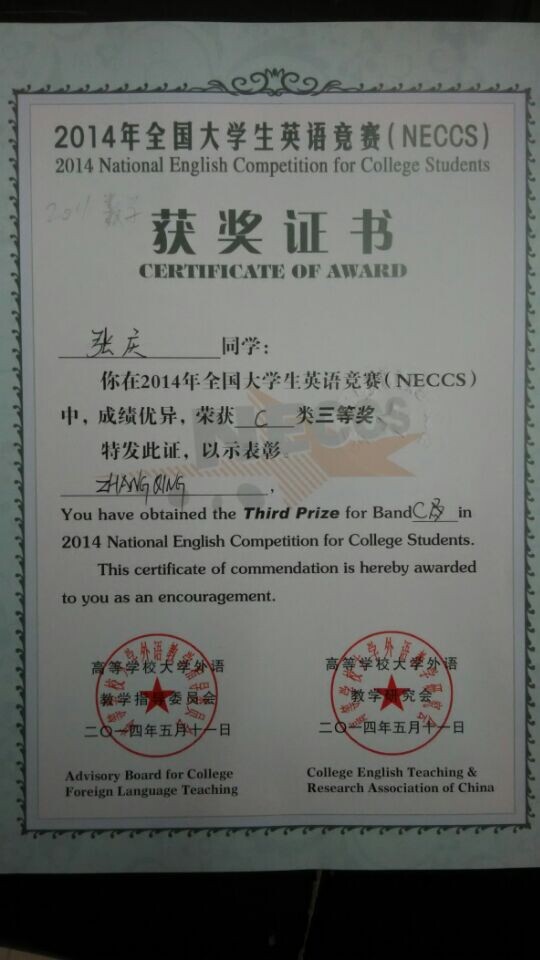 2014年全国大学生英语竞赛(NECCS)
2014 National English Competition for College Students
2011 数学
获奖证书
CERTIFICATE OF AWARD
张庆 同学:
你在2014年全国大学生英语竞赛(NECCS)
中,成绩优异,荣获 C 类三等奖、
特发此证,以示表彰。
NECCS
ZHANG QING ,
You have obtained the Third Prize for Band C in
2014 National English Competition for College Students.
This certificate of commendation is hereby awarded
to you as an encouragement.
高等学校大学外语 高等学校大学外语
教学指导委员会 教学研究会
二〇一四年五月十一日 二〇一四年五月十一日
Advisory Board for College College English Teaching &
Foreign Language Teaching Research Association of China